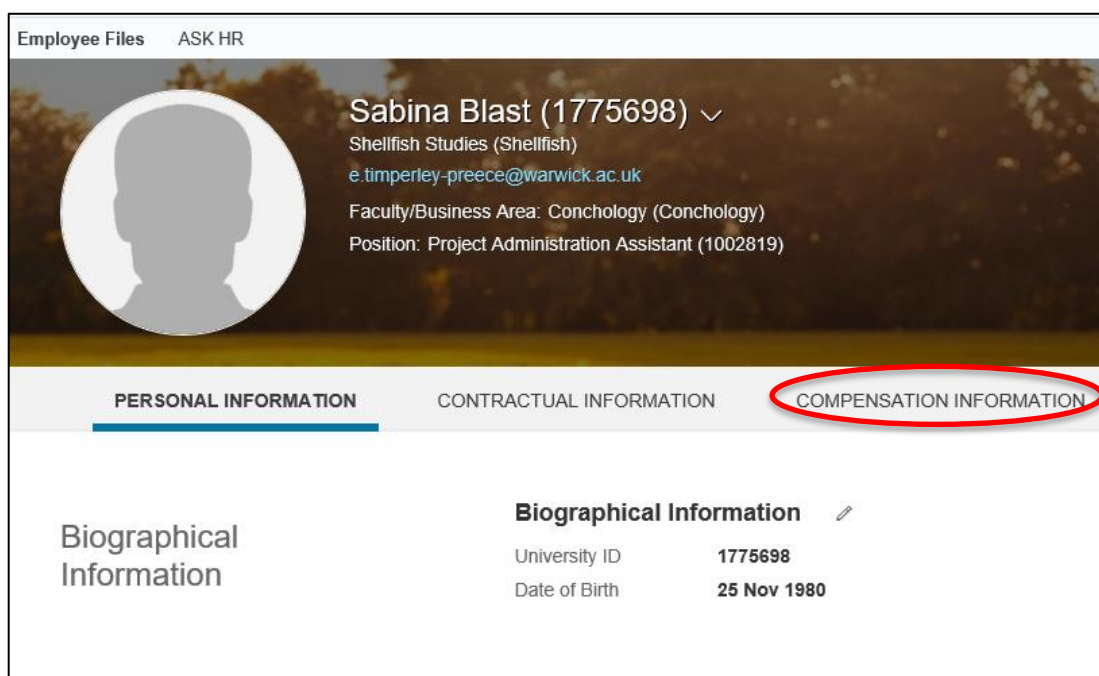 Employee Files ASK HR
Sabina Blast (1775698)
Shellfish Studies (Shellfish)
e.timperley-preece@warwick.ac.uk
Faculty/Business Area: Conchology (Conchology)
Position: Project Administration Assistant (1002819)
PERSONAL INFORMATION CONTRACTUAL INFORMATION COMPENSATION INFORMATION
Biographical
Information
Biographical Information
University ID 1775698
Date of Birth 25 Nov 1980